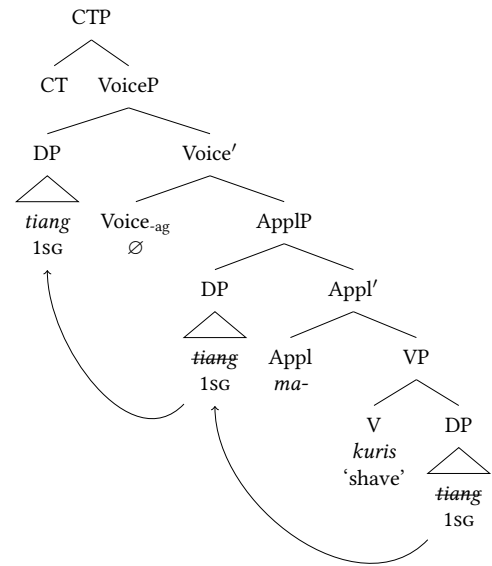 CTP
CT VoiceP
DP Voice′
tiang Voice-ag ApplP
1SG ∅
DP Appl′
tiang Appl VP
1SG ma-
V DP
kuris
‘shave’ tiang
1SG